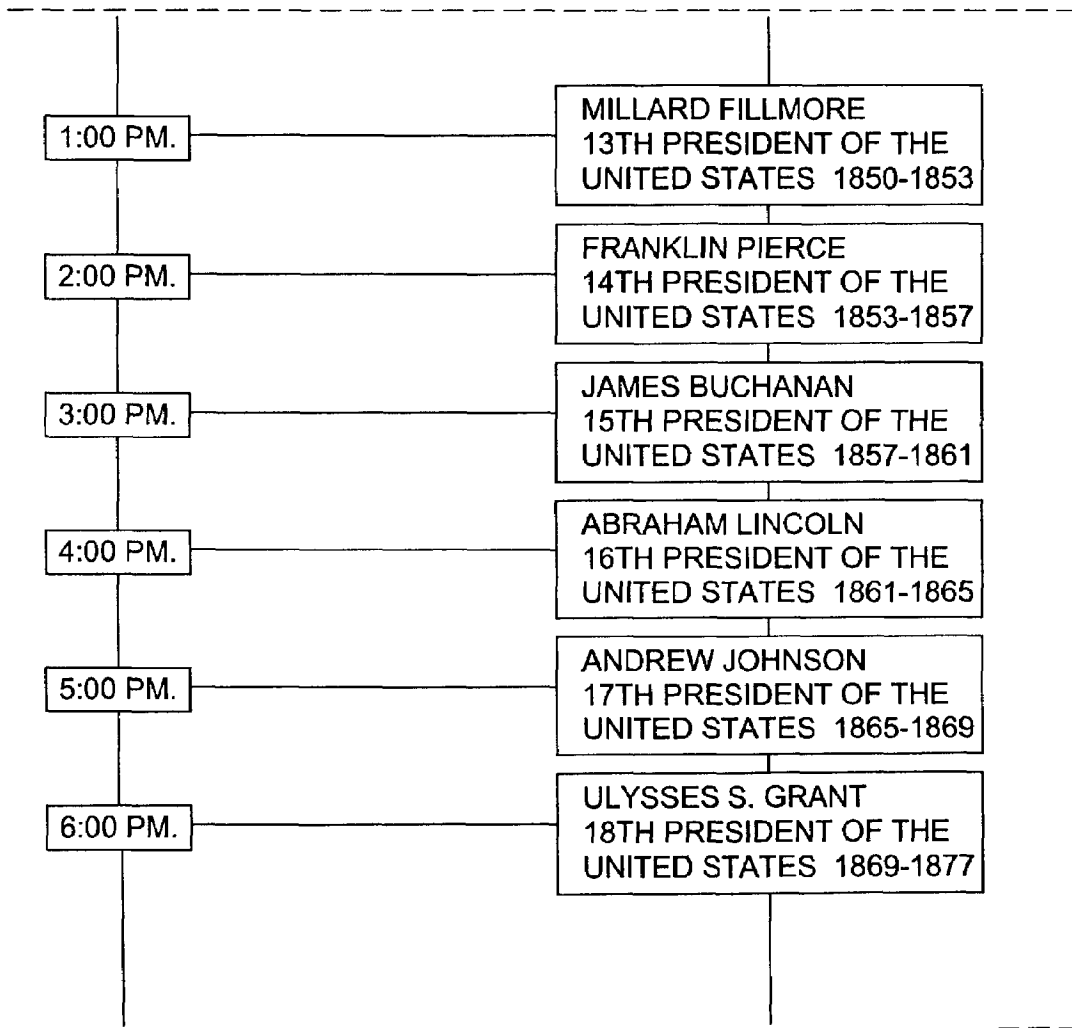 1:00 PM.
MILLARD FILLMORE
13TH PRESIDENT OF THE
UNITED STATES 1850-1853
2:00 PM.
FRANKLIN PIERCE
14TH PRESIDENT OF THE
UNITED STATES 1853-1857
3:00 PM.
JAMES BUCHANAN
15TH PRESIDENT OF THE
UNITED STATES 1857-1861
4:00 PM.
ABRAHAM LINCOLN
16TH PRESIDENT OF THE
UNITED STATES 1861-1865
5:00 PM.
ANDREW JOHNSON
17TH PRESIDENT OF THE
UNITED STATES 1865-1869
6:00 PM.
ULYSSES S. GRANT
18TH PRESIDENT OF THE
UNITED STATES 1869-1877